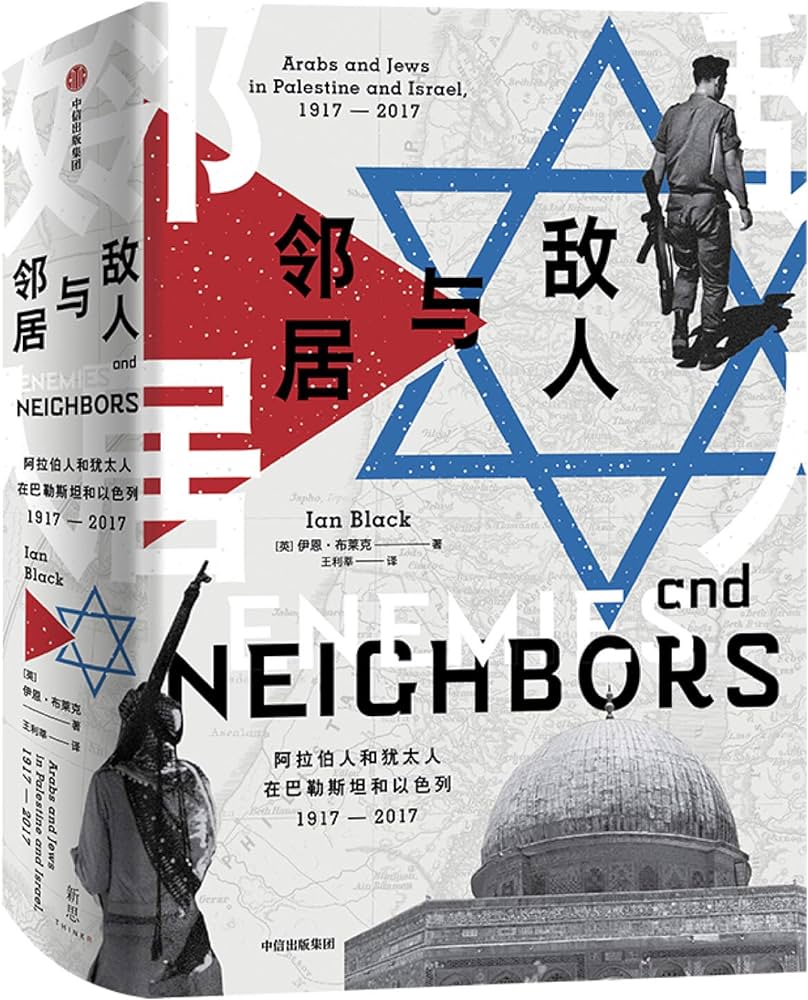 Arabs and Jews
in Palestine and Israel,
1917 — 2017
邻居
与
敌人
Ian Black
[英] 伊恩·布莱克 著
王利莘 译
ENEMIES
and
NEIGHBORS
阿拉伯人和犹太人
在巴勒斯坦和以色列
1917 — 2017
中信出版集团
中信出版集团
邻居
与
敌人
and
ENEMIES
NEIGHBORS
阿拉伯人和犹太人
在巴勒斯坦和以色列
1917 — 2017
Ian
Black
[英]
伊恩·布莱克 著
王利莘 译
Arabs and Jews
in Palestine and Israel,
1917 — 2017
新思
THINKR